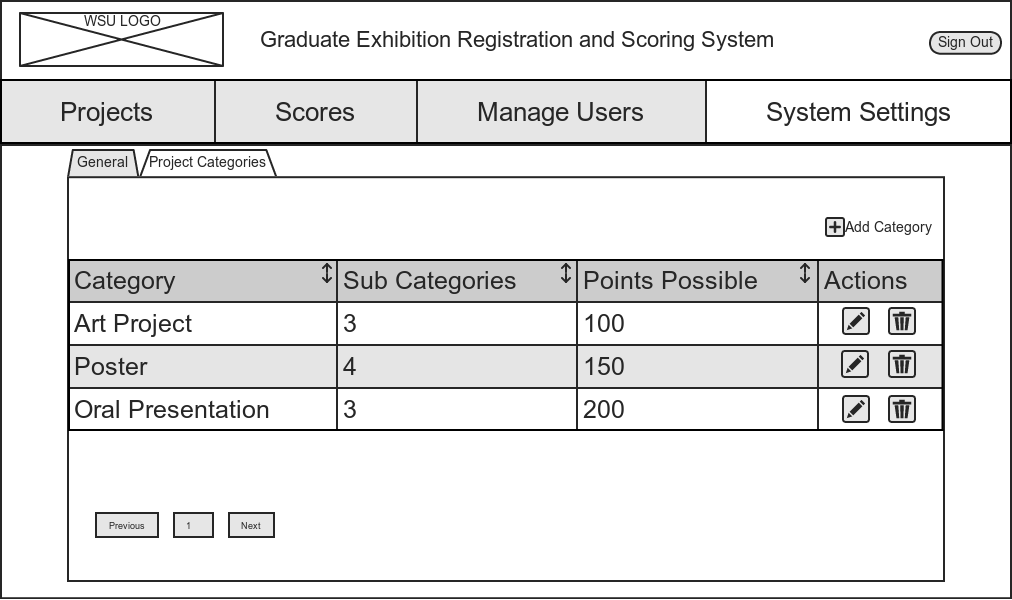 WSU LOGO
Graduate Exhibition Registration and Scoring System
Sign Out
Projects Scores Manage Users System Settings
General Project Categories
Add Category
Category Sub Categories Points Possible Actions
Art Project 3 100
Poster 4 150
Oral Presentation 3 200
Previous 1 Next